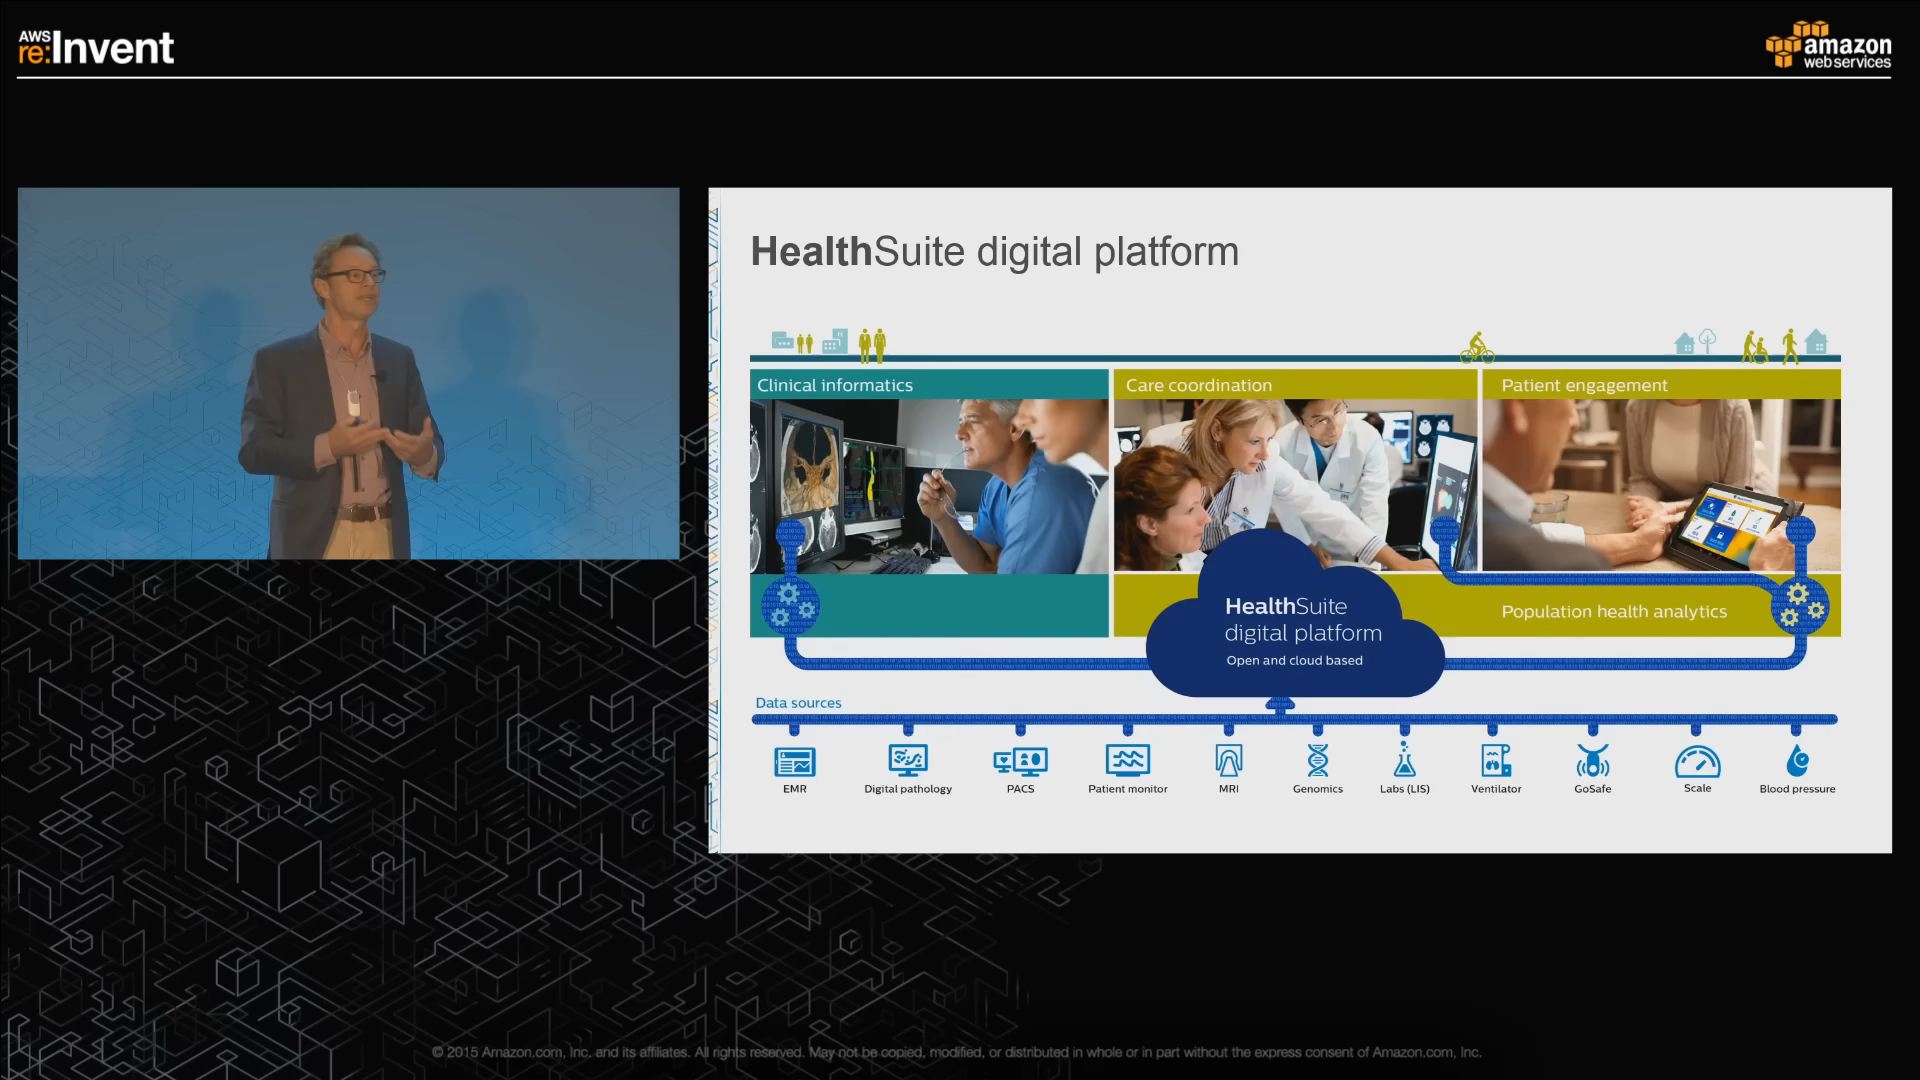 AWS
re:Invent
amazon
web services
HealthSuite digital platform
Clinical informatics
Care coordination
Patient engagement
HealthSuite
digital platform
Open and cloud based
Population health analytics
Data sources
EMR
Digital pathology
PACS
Patient monitor
MRI
Genomics
Labs (LIS)
Ventilator
GoSafe
Scale
Blood pressure
© 2015 Amazon.com, Inc. and its affiliates. All rights reserved. May not be copied, modified, or distributed in whole or in part without the express consent of Amazon.com, Inc.